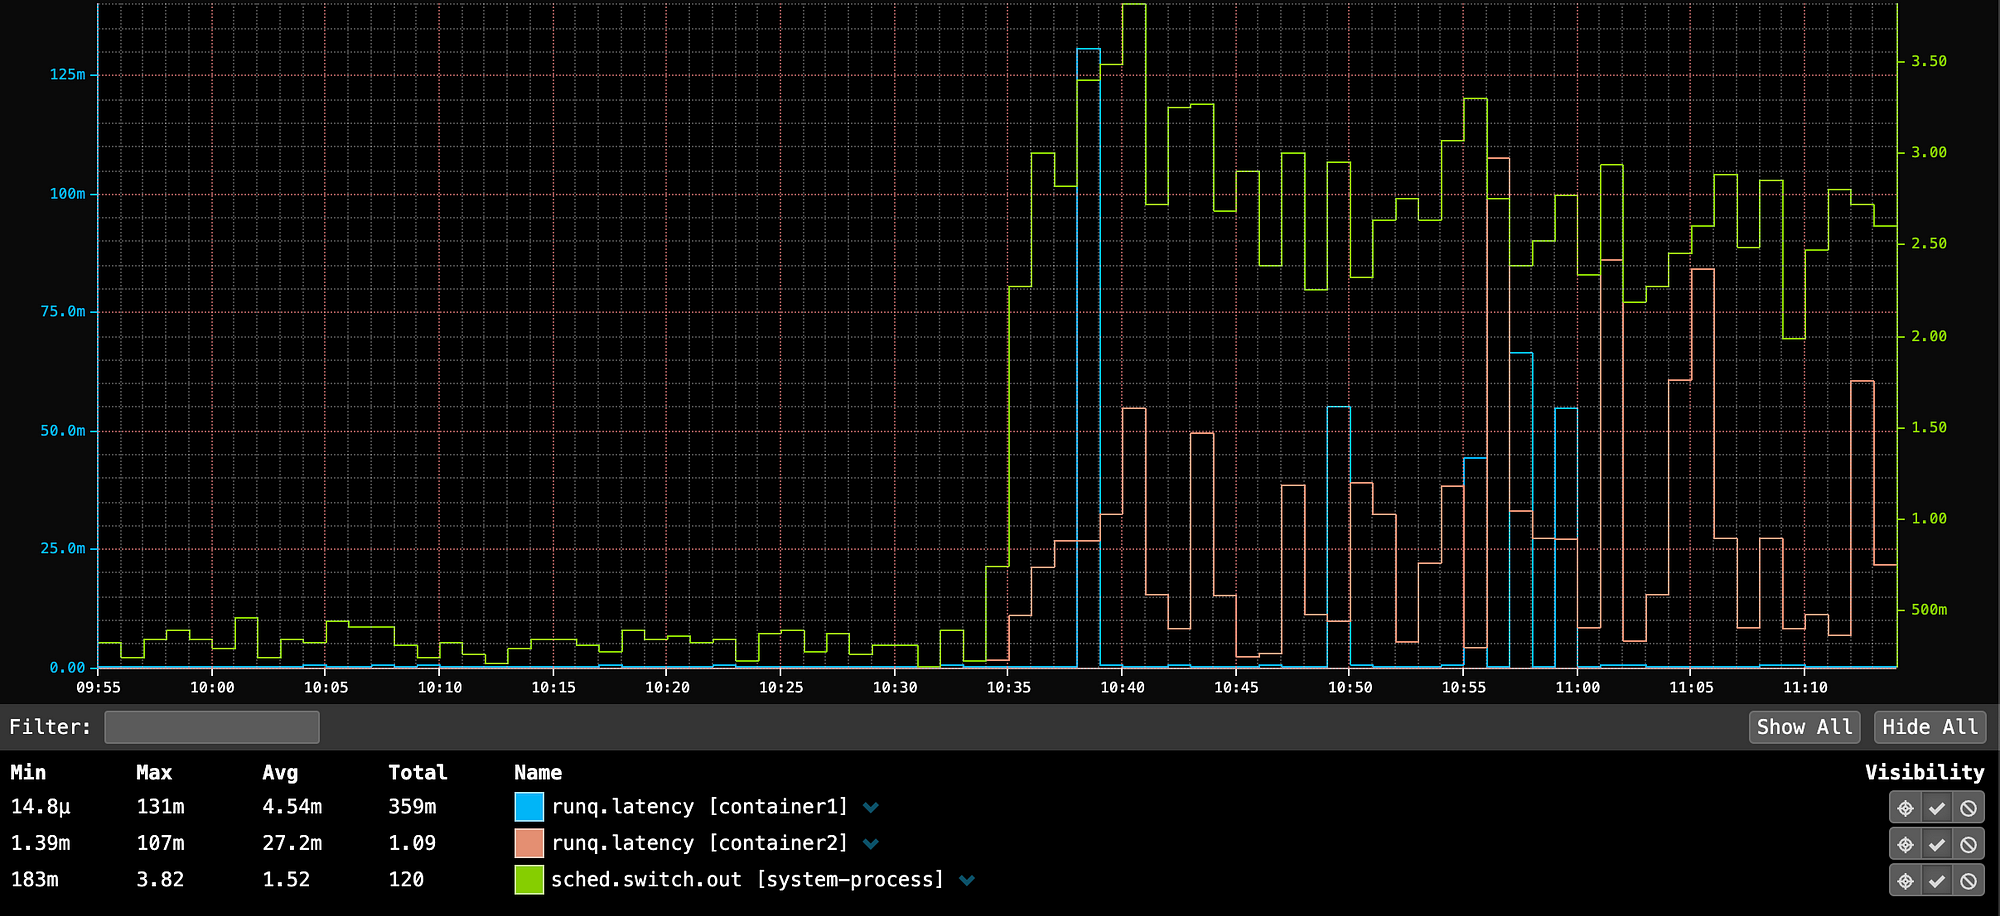 125m
100m
75.0m
50.0m
25.0m
0.00
3.50
3.00
2.50
2.00
1.50
1.00
500m
09:55 10:00 10:05 10:10 10:15 10:20 10:25 10:30 10:35 10:40 10:45 10:50 10:55 11:00 11:05 11:10
Filter: Show All Hide All
Min Max Avg Total Name Visibility
14.8μ 131m 4.54m 359m runq.latency [container1]
1.39m 107m 27.2m 1.09 runq.latency [container2]
183m 3.82 1.52 120 sched.switch.out [system-process]